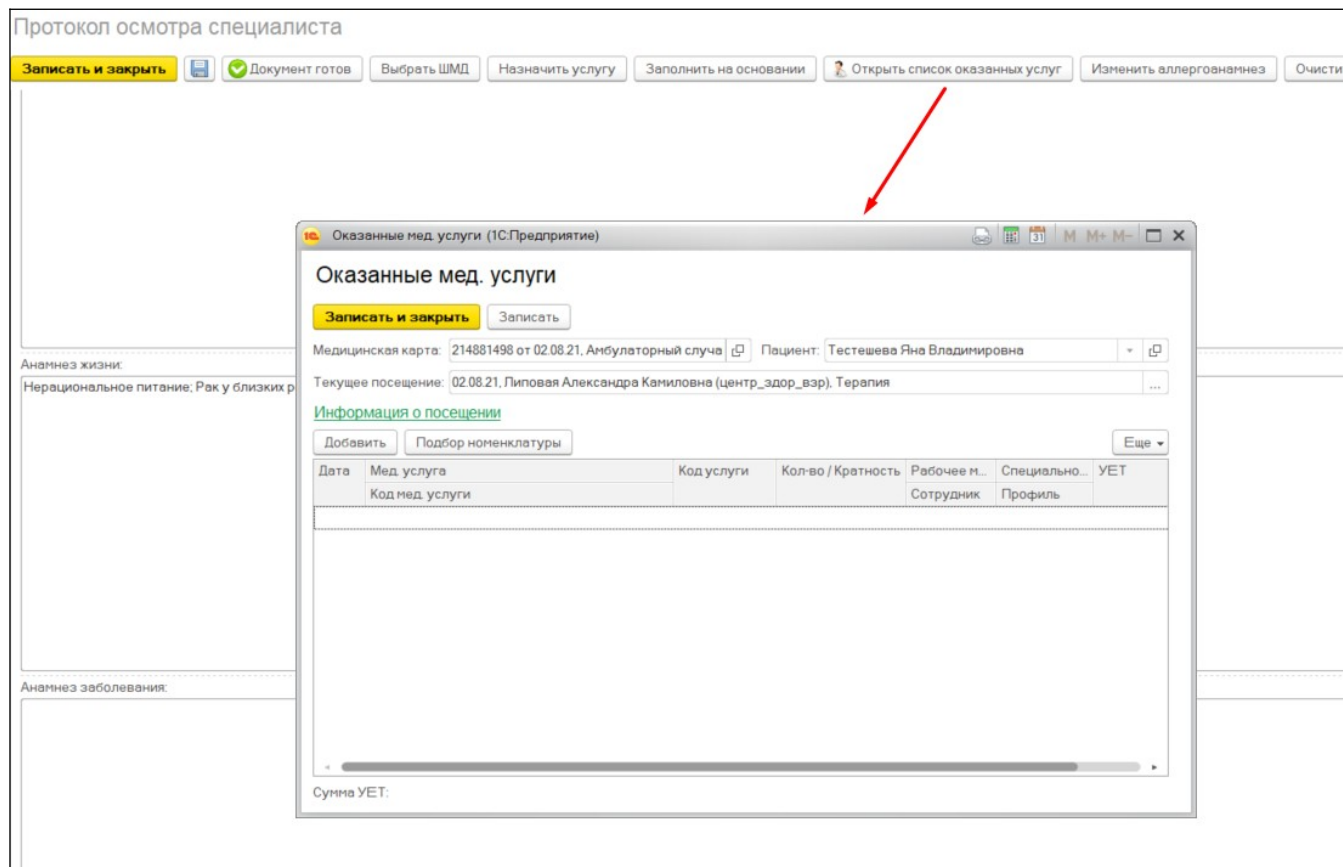 Протокол осмотра специалиста
Записать и закрыть Документ готов Выбрать ШМД Назначить услугу Заполнить на основании Открыть список оказанных услуг Изменить аллергоанамнез Очисти
1С Оказанные мед. услуги (1С:Предприятие) 31 M M+ M-
Оказанные мед. услуги
Записать и закрыть Записать
Медицинская карта: 214881498 от 02.08.21, Амбулаторный случа Пациент: Тестешева Яна Владимировна
Анамнез жизни:
Нерациональное питание; Рак у близких р
Текущее посещение: 02.08.21, Липовая Александра Камиловна (центр_здор_взр), Терапия ...
Информация о посещении
Добавить Подбор номенклатуры Еще
Дата Мед. услуга Код услуги Кол-во / Кратность Рабочее м... Специально... УЕТ
Код мед. услуги Сотрудник Профиль
Анамнез заболевания:
Сумма УЕТ: